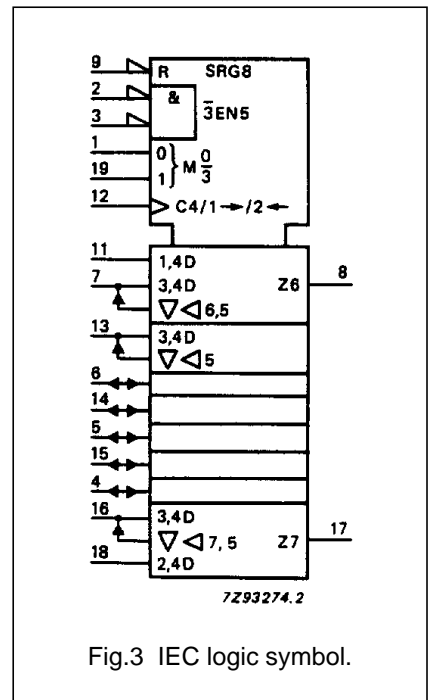 9 R SRG8
2 &
3̅EN5
3
1 0
M 0/3
19 1
12 C4/1→/2←
11 1,4D
7 3,4D Z6 8
▽ ◁ 6,5
13 3,4D
▽ ◁ 5
6
14
5
15
4
16 3,4D
▽ ◁ 7, 5 Z7 17
18 2,4D
7Z93274.2
Fig.3 IEC logic symbol.